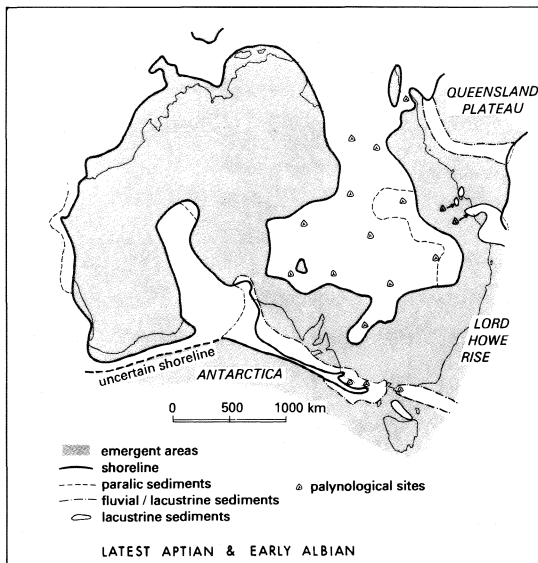 QUEENSLAND
PLATEAU
LORD
HOWE
RISE
uncertain shoreline
ANTARCTICA
0 500 1000 km
emergent areas
shoreline
paralic sediments
palynological sites
fluvial / lacustrine sediments
lacustrine sediments
LATEST APTIAN & EARLY ALBIAN